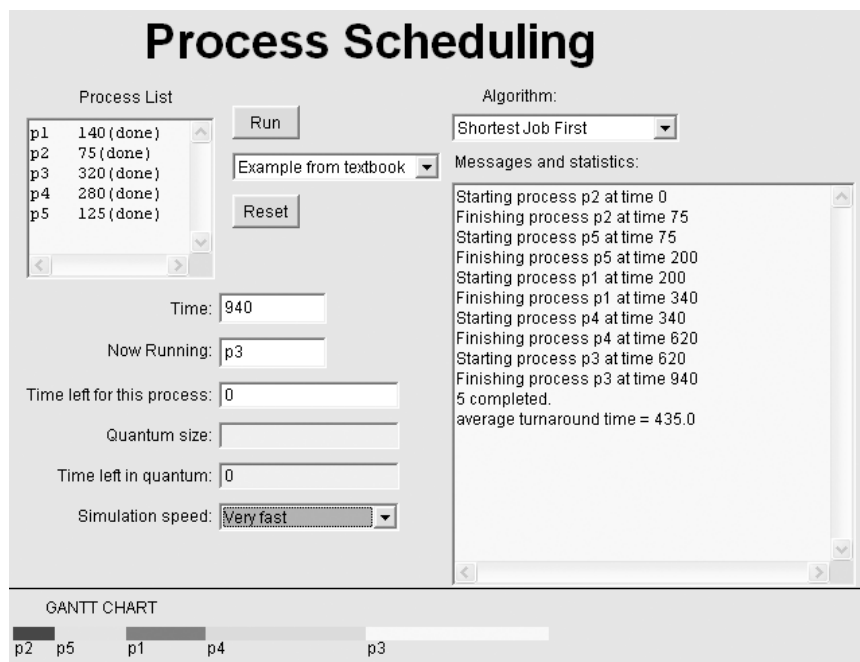 Process Scheduling
Process List
p1 140(done)
p2 75(done)
p3 320(done)
p4 280(done)
p5 125(done)
Run
Example from textbook
Reset
Time: 940
Now Running: p3
Time left for this process: 0
Quantum size:
Time left in quantum: 0
Simulation speed: Very fast
Algorithm:
Shortest Job First
Messages and statistics:
Starting process p2 at time 0
Finishing process p2 at time 75
Starting process p5 at time 75
Finishing process p5 at time 200
Starting process p1 at time 200
Finishing process p1 at time 340
Starting process p4 at time 340
Finishing process p4 at time 620
Starting process p3 at time 620
Finishing process p3 at time 940
5 completed.
average turnaround time = 435.0
GANTT CHART
p2 p5 p1 p4 p3